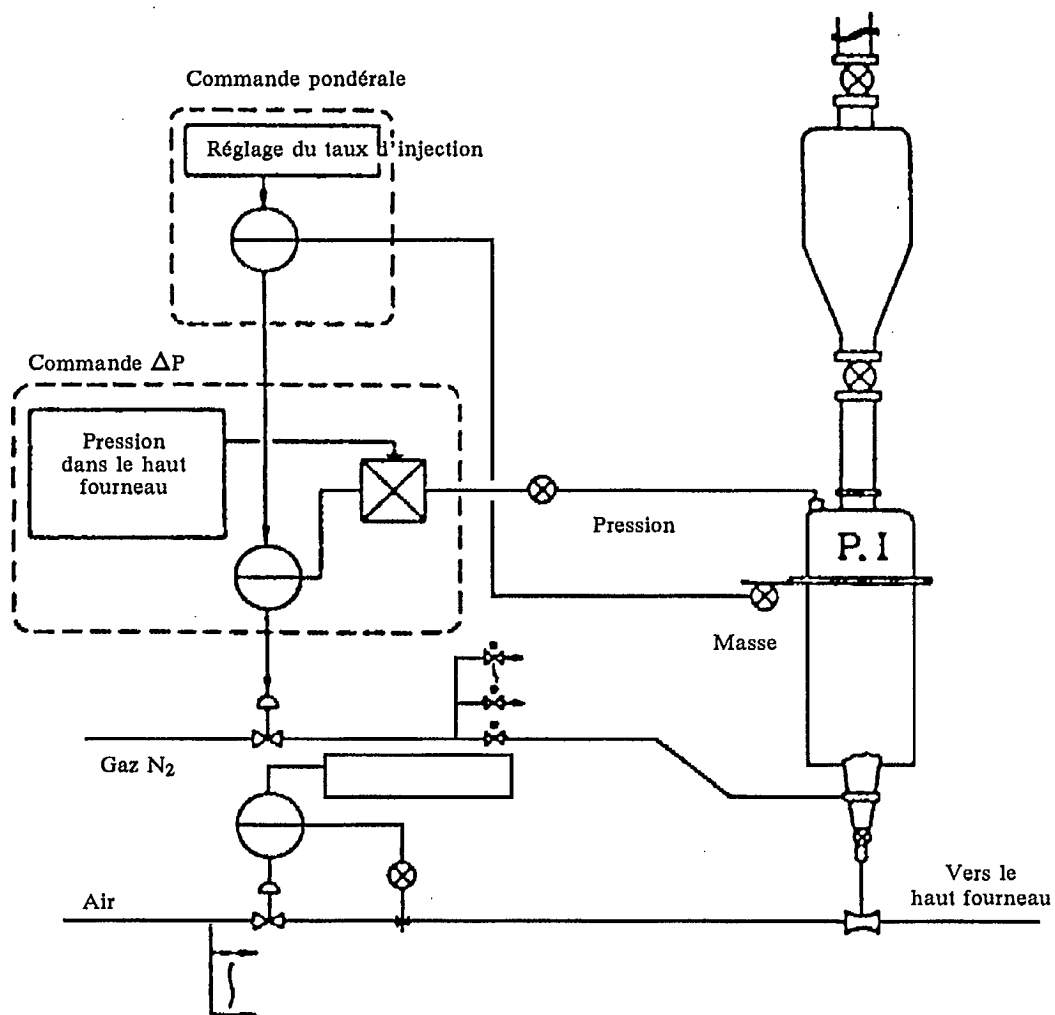 Commande pondérale
Réglage du taux d'injection
Commande ΔP
Pression
dans le haut
fourneau
Pression
P. I
Masse
Gaz N₂
Air
Vers le
haut fourneau